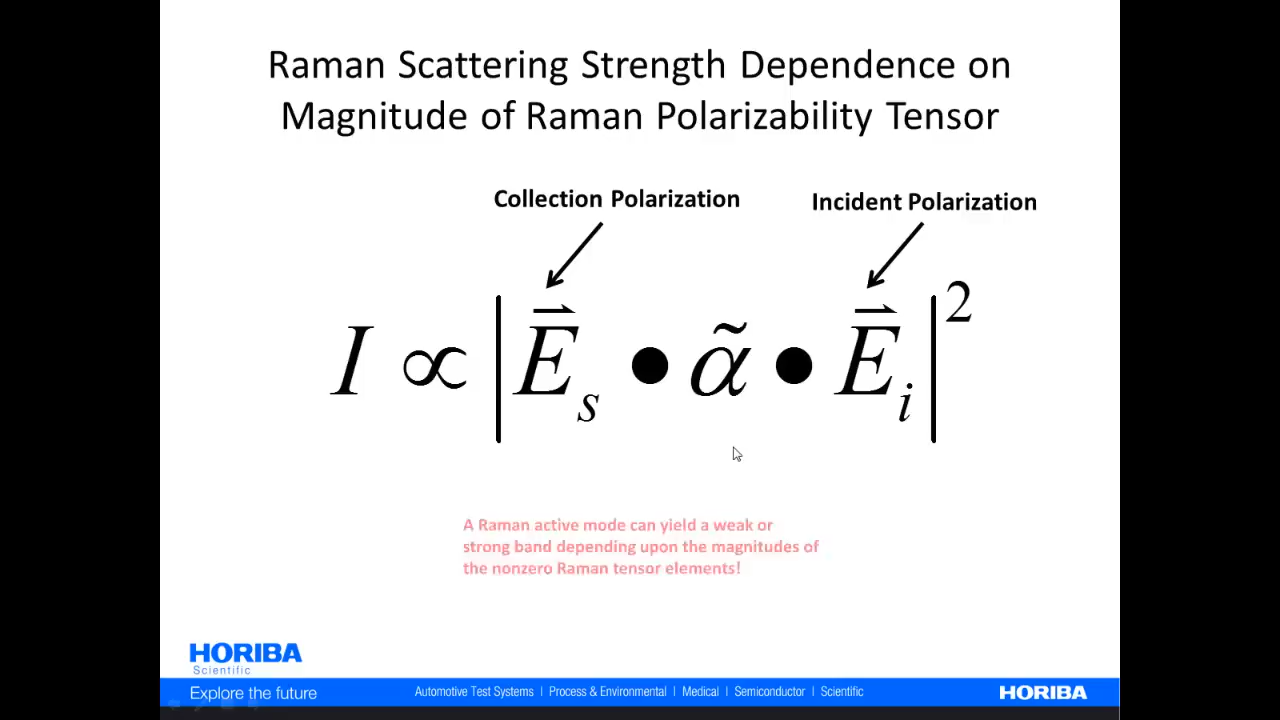 Raman Scattering Strength Dependence on
Magnitude of Raman Polarizability Tensor
Collection Polarization
Incident Polarization
I ∝ |E⃗s • α̃ • E⃗i|²
A Raman active mode can yield a weak or
strong band depending upon the magnitudes of
the nonzero Raman tensor elements!
HORIBA
Scientific
Explore the future
Automotive Test Systems | Process & Environmental | Medical | Semiconductor | Scientific
HORIBA